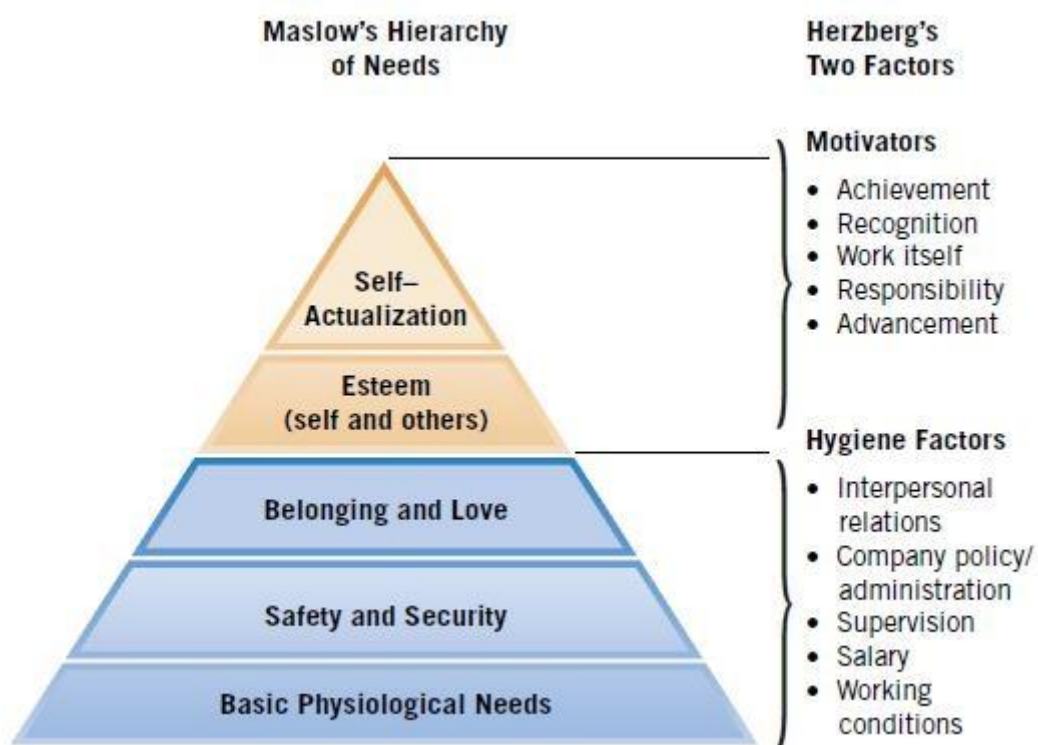 Maslow's Hierarchy
of Needs
Self–
Actualization
Esteem
(self and others)
Belonging and Love
Safety and Security
Basic Physiological Needs
Herzberg's
Two Factors
Motivators
• Achievement
• Recognition
• Work itself
• Responsibility
• Advancement
Hygiene Factors
• Interpersonal
relations
• Company policy/
administration
• Supervision
• Salary
• Working
conditions